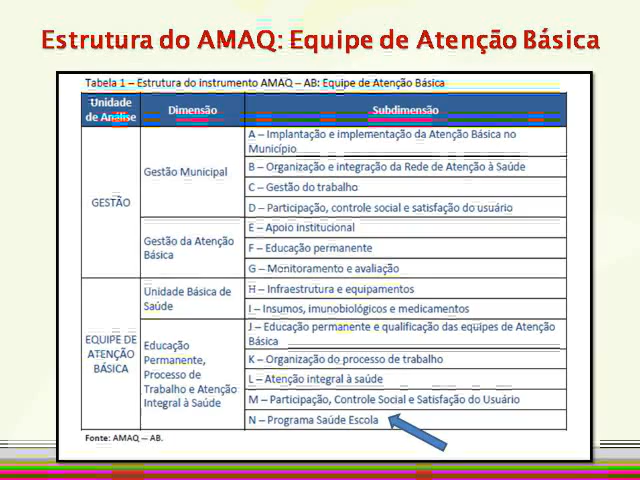 Estrutura do AMAQ: Equipe de Atenção Básica
Tabela 1 – Estrutura do instrumento AMAQ – AB: Equipe de Atenção Básica
Unidade
de Análise
Dimensão
Subdimensão
GESTÃO
Gestão Municipal
A – Implantação e implementação da Atenção Básica no
Município
B – Organização e integração da Rede de Atenção à Saúde
C – Gestão do trabalho
D – Participação, controle social e satisfação do usuário
Gestão da Atenção
Básica
E – Apoio institucional
F – Educação permanente
G – Monitoramento e avaliação
EQUIPE DE
ATENÇÃO
BÁSICA
Unidade Básica de
Saúde
H – Infraestrutura e equipamentos
I – Insumos, imunobiológicos e medicamentos
Educação
Permanente,
Processo de
Trabalho e Atenção
Integral à Saúde
J – Educação permanente e qualificação das equipes de Atenção
Básica
K – Organização do processo de trabalho
L – Atenção integral à saúde
M – Participação, Controle Social e Satisfação do Usuário
N – Programa Saúde Escola
Fonte: AMAQ – AB.